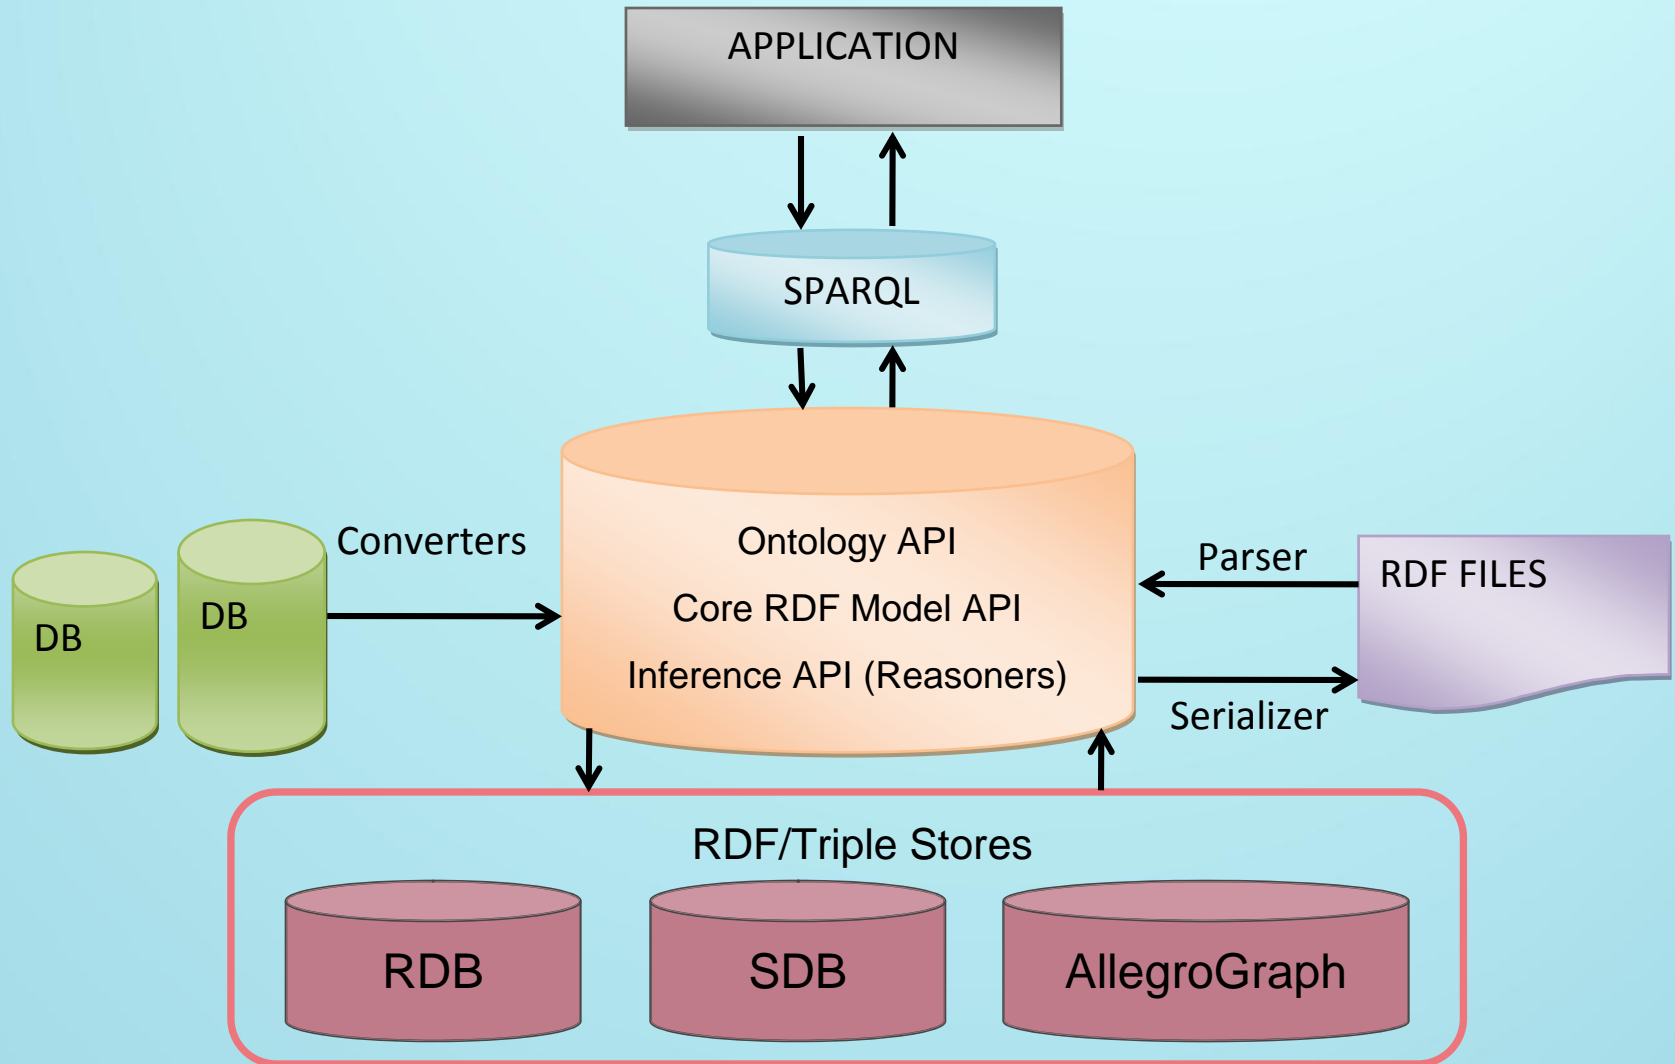 APPLICATION
SPARQL
Converters
DB
DB
Ontology API
Core RDF Model API
Inference API (Reasoners)
Parser
RDF FILES
Serializer
RDF/Triple Stores
RDB
SDB
AllegroGraph